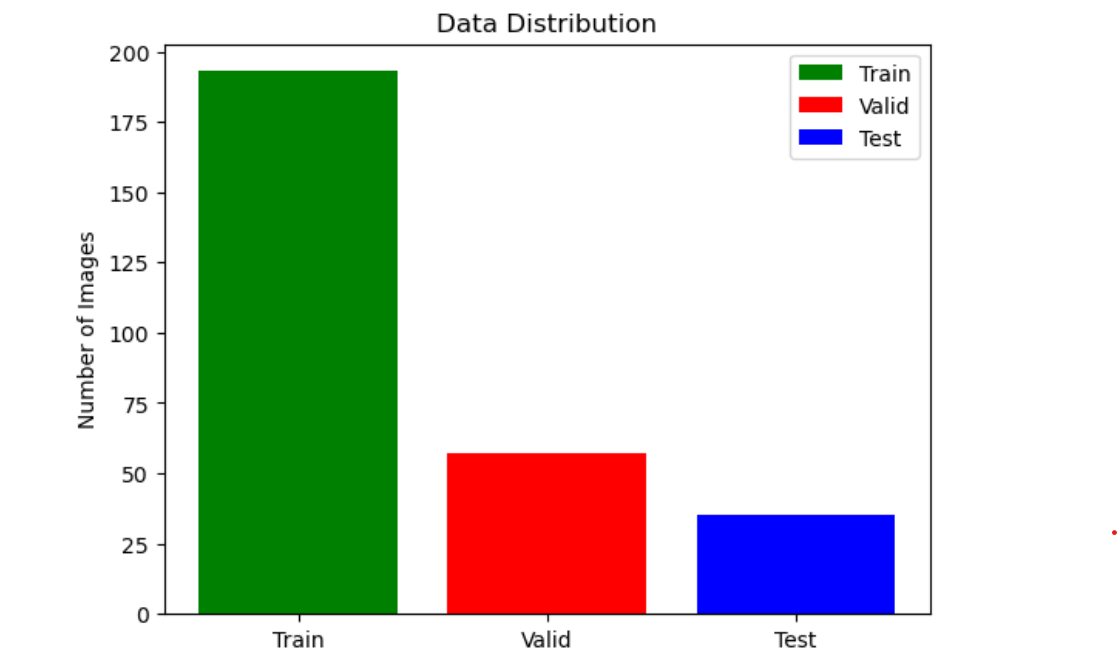 Data Distribution
200
175
150
125
100
75
50
25
0
Number of Images
Train
Valid
Test
Train
Valid
Test